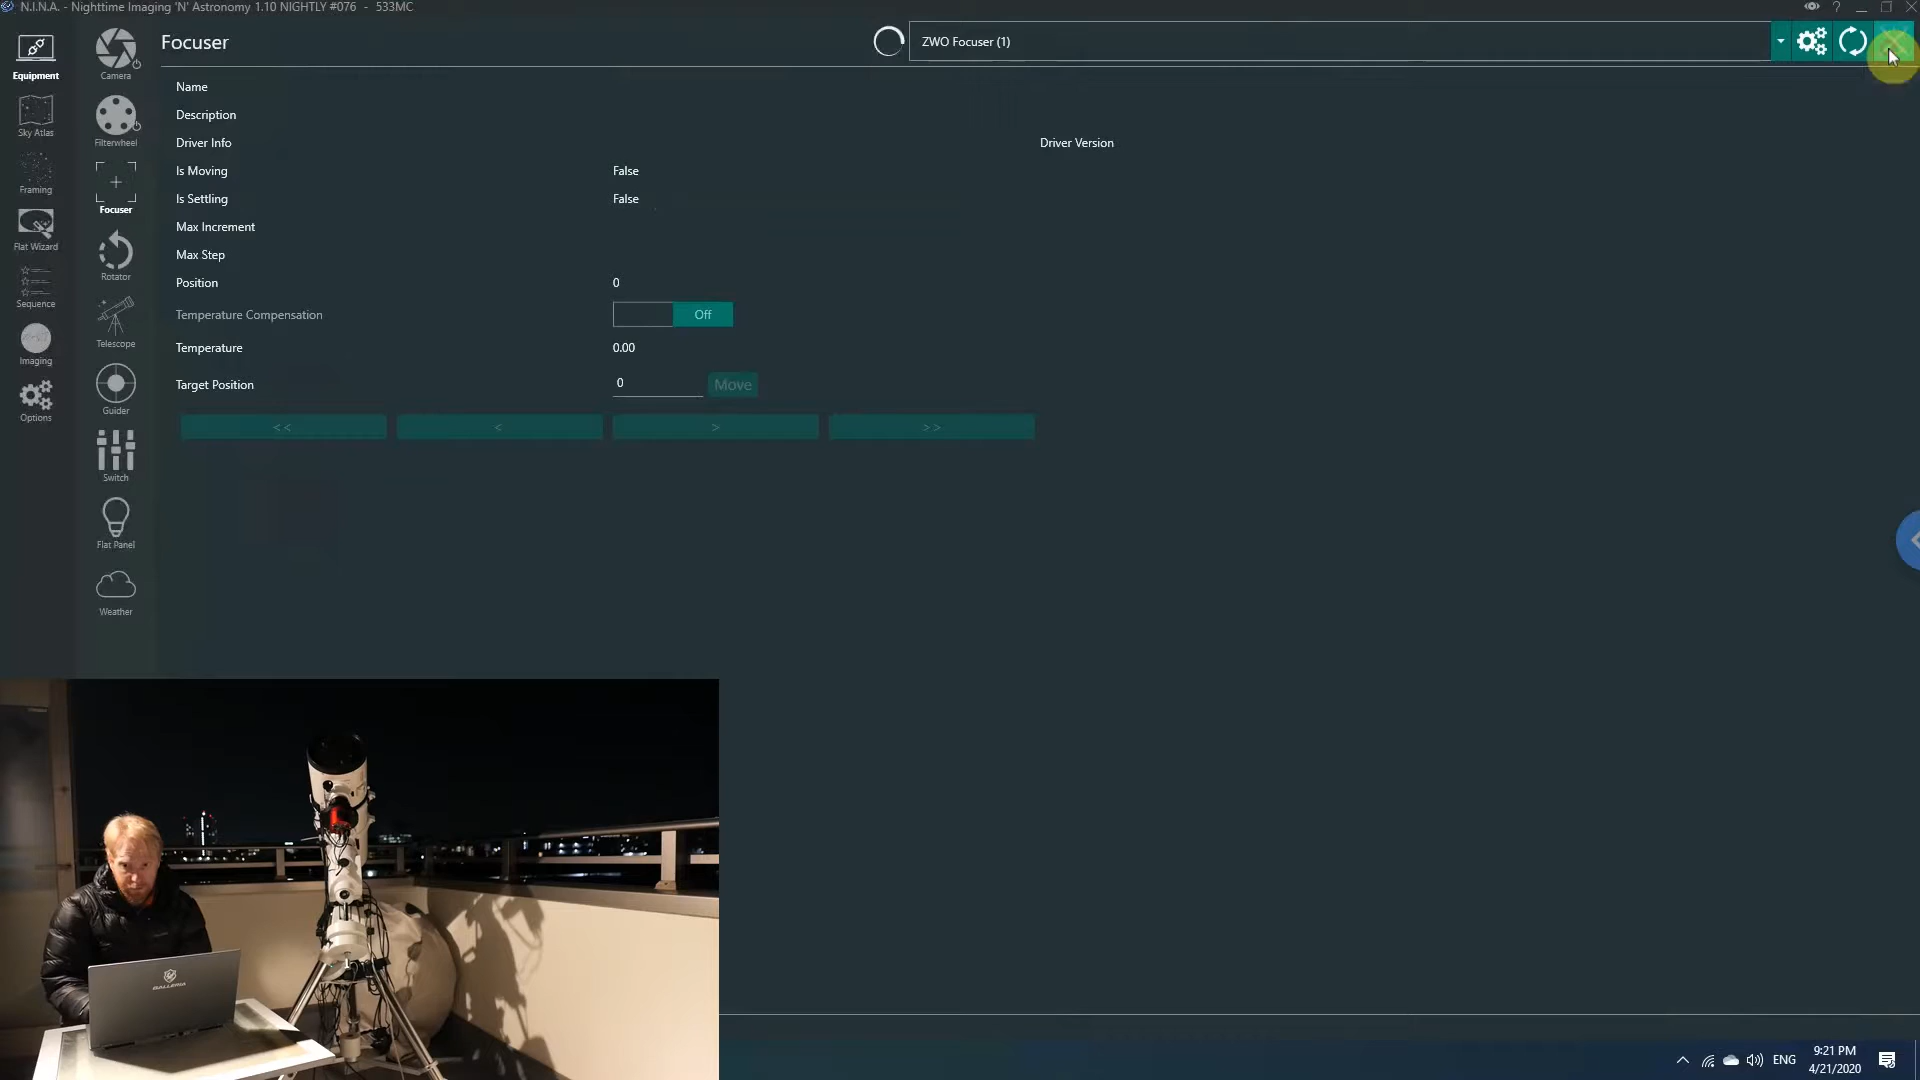 N.I.N.A. - Nighttime Imaging 'N' Astronomy 1.10 NIGHTLY #076 - 533MC
?
Equipment
Sky Atlas
Framing
Flat Wizard
Sequence
Imaging
Options
Camera
Filterwheel
Focuser
Rotator
Telescope
Guider
Switch
Flat Panel
Weather
Focuser
ZWO Focuser (1)
Name
Description
Driver Info
Driver Version
Is Moving False
Is Settling False
Max Increment
Max Step
Position 0
Temperature Compensation Off
Temperature 0.00
Target Position 0 Move
<< < > >>
GALLERIA
ENG
9:21 PM
4/21/2020